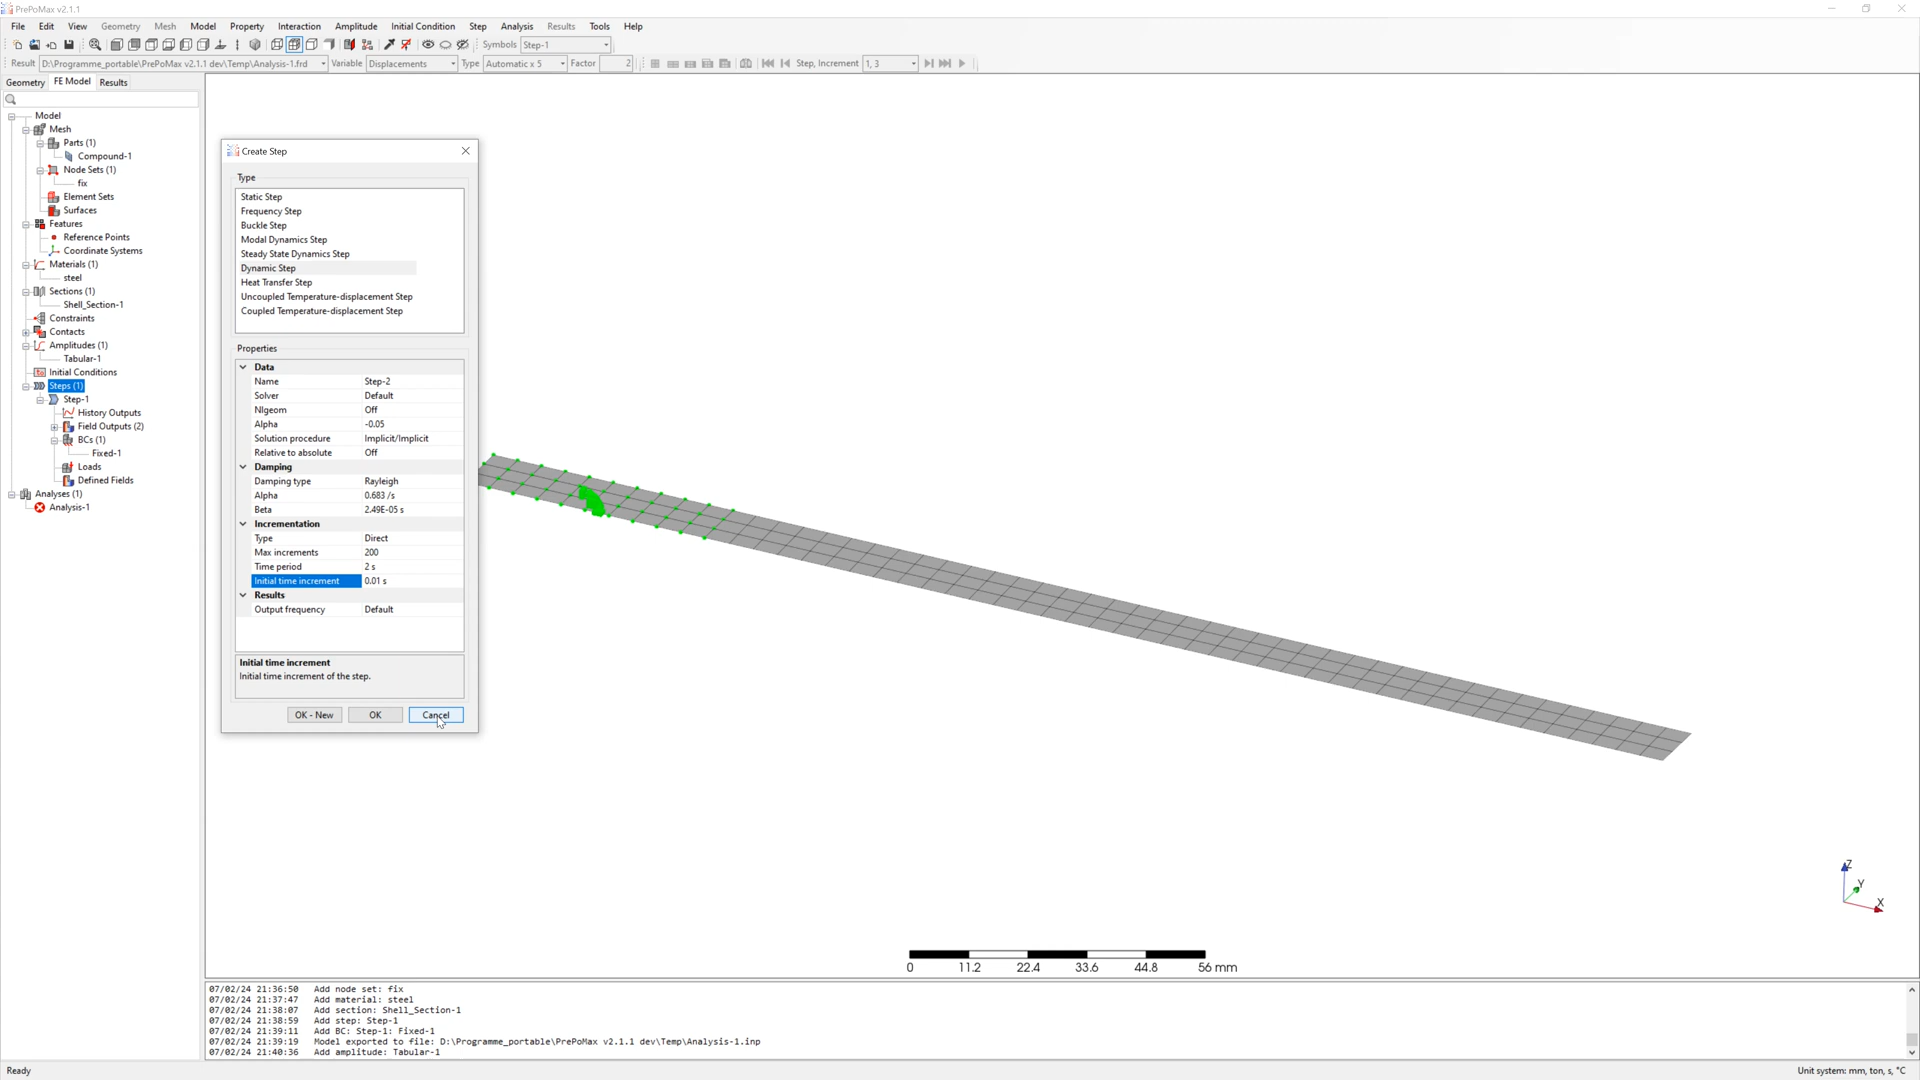 PrePoMax v2.1.1
File Edit View Geometry Mesh Model Property Interaction Amplitude Initial Condition Step Analysis Results Tools Help
Symbols Step-1
Result D:\Programme_portable\PrePoMax v2.1.1 dev\Temp\Analysis-1.frd Variable Displacements Type Automatic x 5 Factor 2 Step, Increment 1, 3
Geometry FE Model Results
Model
Mesh
Parts (1)
Compound-1
Node Sets (1)
fix
Element Sets
Surfaces
Features
Reference Points
Coordinate Systems
Materials (1)
steel
Sections (1)
Shell_Section-1
Constraints
Contacts
Amplitudes (1)
Tabular-1
Initial Conditions
Steps (1)
Step-1
History Outputs
Field Outputs (2)
BCs (1)
Fixed-1
Loads
Defined Fields
Analyses (1)
Analysis-1
Create Step
Type
Static Step
Frequency Step
Buckle Step
Modal Dynamics Step
Steady State Dynamics Step
Dynamic Step
Heat Transfer Step
Uncoupled Temperature-displacement Step
Coupled Temperature-displacement Step
Properties
Data
Name Step-2
Solver Default
Nlgeom Off
Alpha -0.05
Solution procedure Implicit/Implicit
Relative to absolute Off
Damping
Damping type Rayleigh
Alpha 0.683 /s
Beta 2.49E-05 s
Incrementation
Type Direct
Max increments 200
Time period 2 s
Initial time increment 0.01 s
Results
Output frequency Default
Initial time increment
Initial time increment of the step.
OK - New OK Cancel
Z
Y
X
0 11.2 22.4 33.6 44.8 56 mm
07/02/24 21:36:50 Add node set: fix
07/02/24 21:37:47 Add material: steel
07/02/24 21:38:07 Add section: Shell_Section-1
07/02/24 21:38:59 Add step: Step-1
07/02/24 21:39:11 Add BC: Step-1: Fixed-1
07/02/24 21:39:19 Model exported to file: D:\Programme_portable\PrePoMax v2.1.1 dev\Temp\Analysis-1.inp
07/02/24 21:40:36 Add amplitude: Tabular-1
Ready Unit system: mm, ton, s, °C